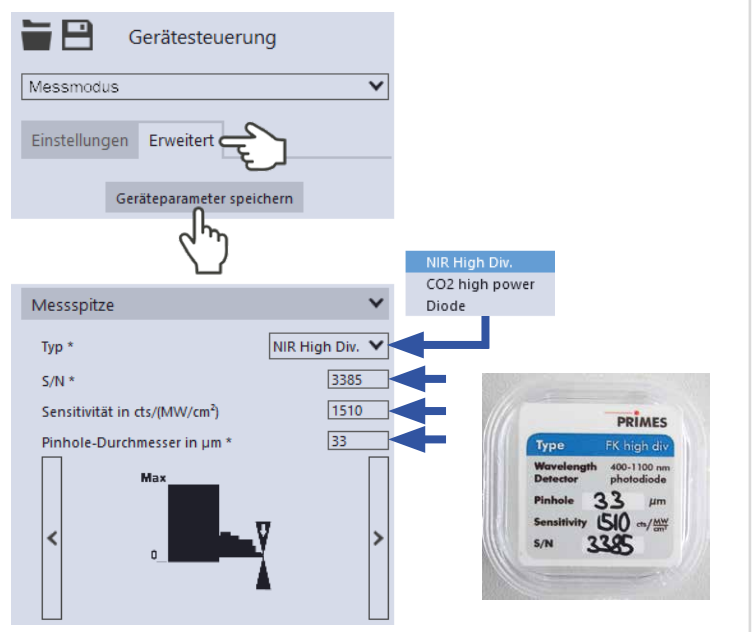 Gerätesteuerung
Messmodus
Einstellungen Erweitert
Geräteparameter speichern
NIR High Div.
CO2 high power
Diode
Messspitze
Typ * NIR High Div.
S/N * 3385
Sensitivität in cts/(MW/cm²) 1510
Pinhole-Durchmesser in µm * 33
Max
0
<
>
PRIMES
Type FK high div
Wavelength 400-1100 nm
Detector photodiode
Pinhole 33 µm
Sensitivity 1510 cts/MW/cm²
S/N 3385